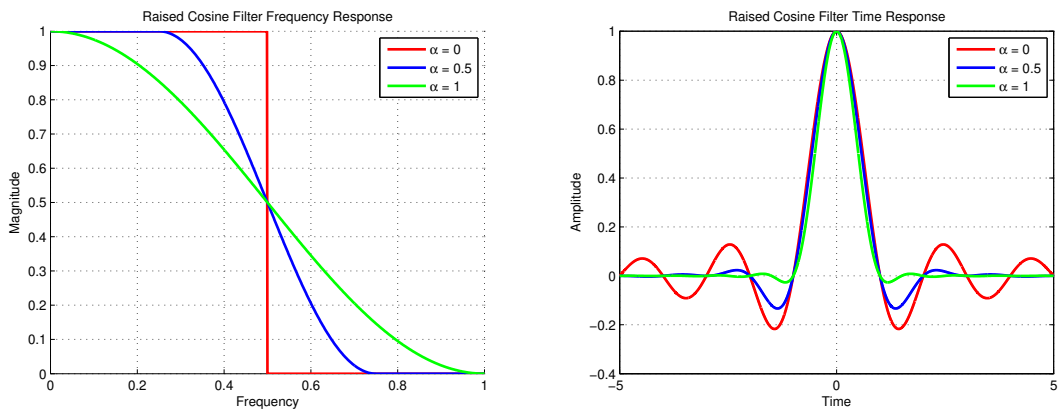 Raised Cosine Filter Frequency Response
1
0.9
0.8
0.7
0.6
0.5
0.4
0.3
0.2
0.1
0
Magnitude
0 0.2 0.4 0.6 0.8 1
Frequency
α = 0
α = 0.5
α = 1
Raised Cosine Filter Time Response
1
0.8
0.6
0.4
0.2
0
−0.2
−0.4
Amplitude
−5 0 5
Time
α = 0
α = 0.5
α = 1